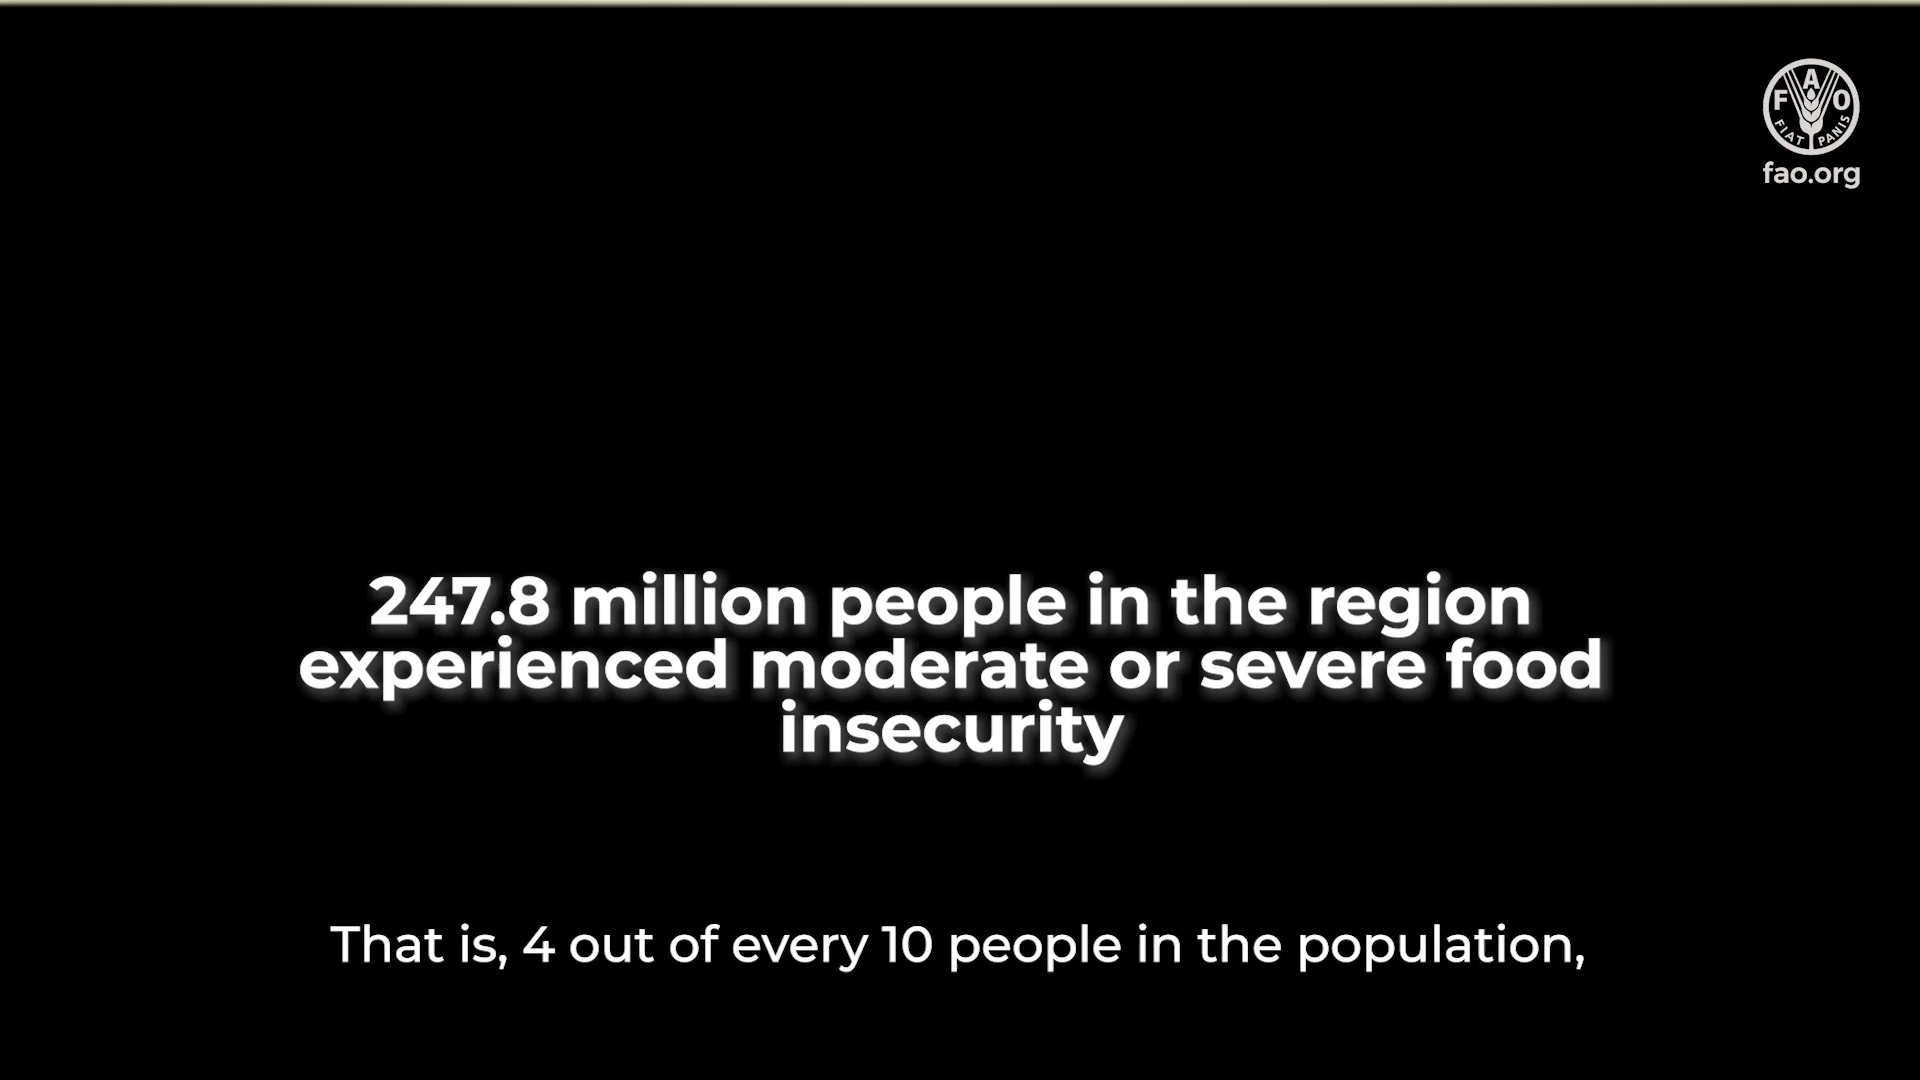 FAO
FIAT PANIS
fao.org
247.8 million people in the region
experienced moderate or severe food
insecurity
That is, 4 out of every 10 people in the population,